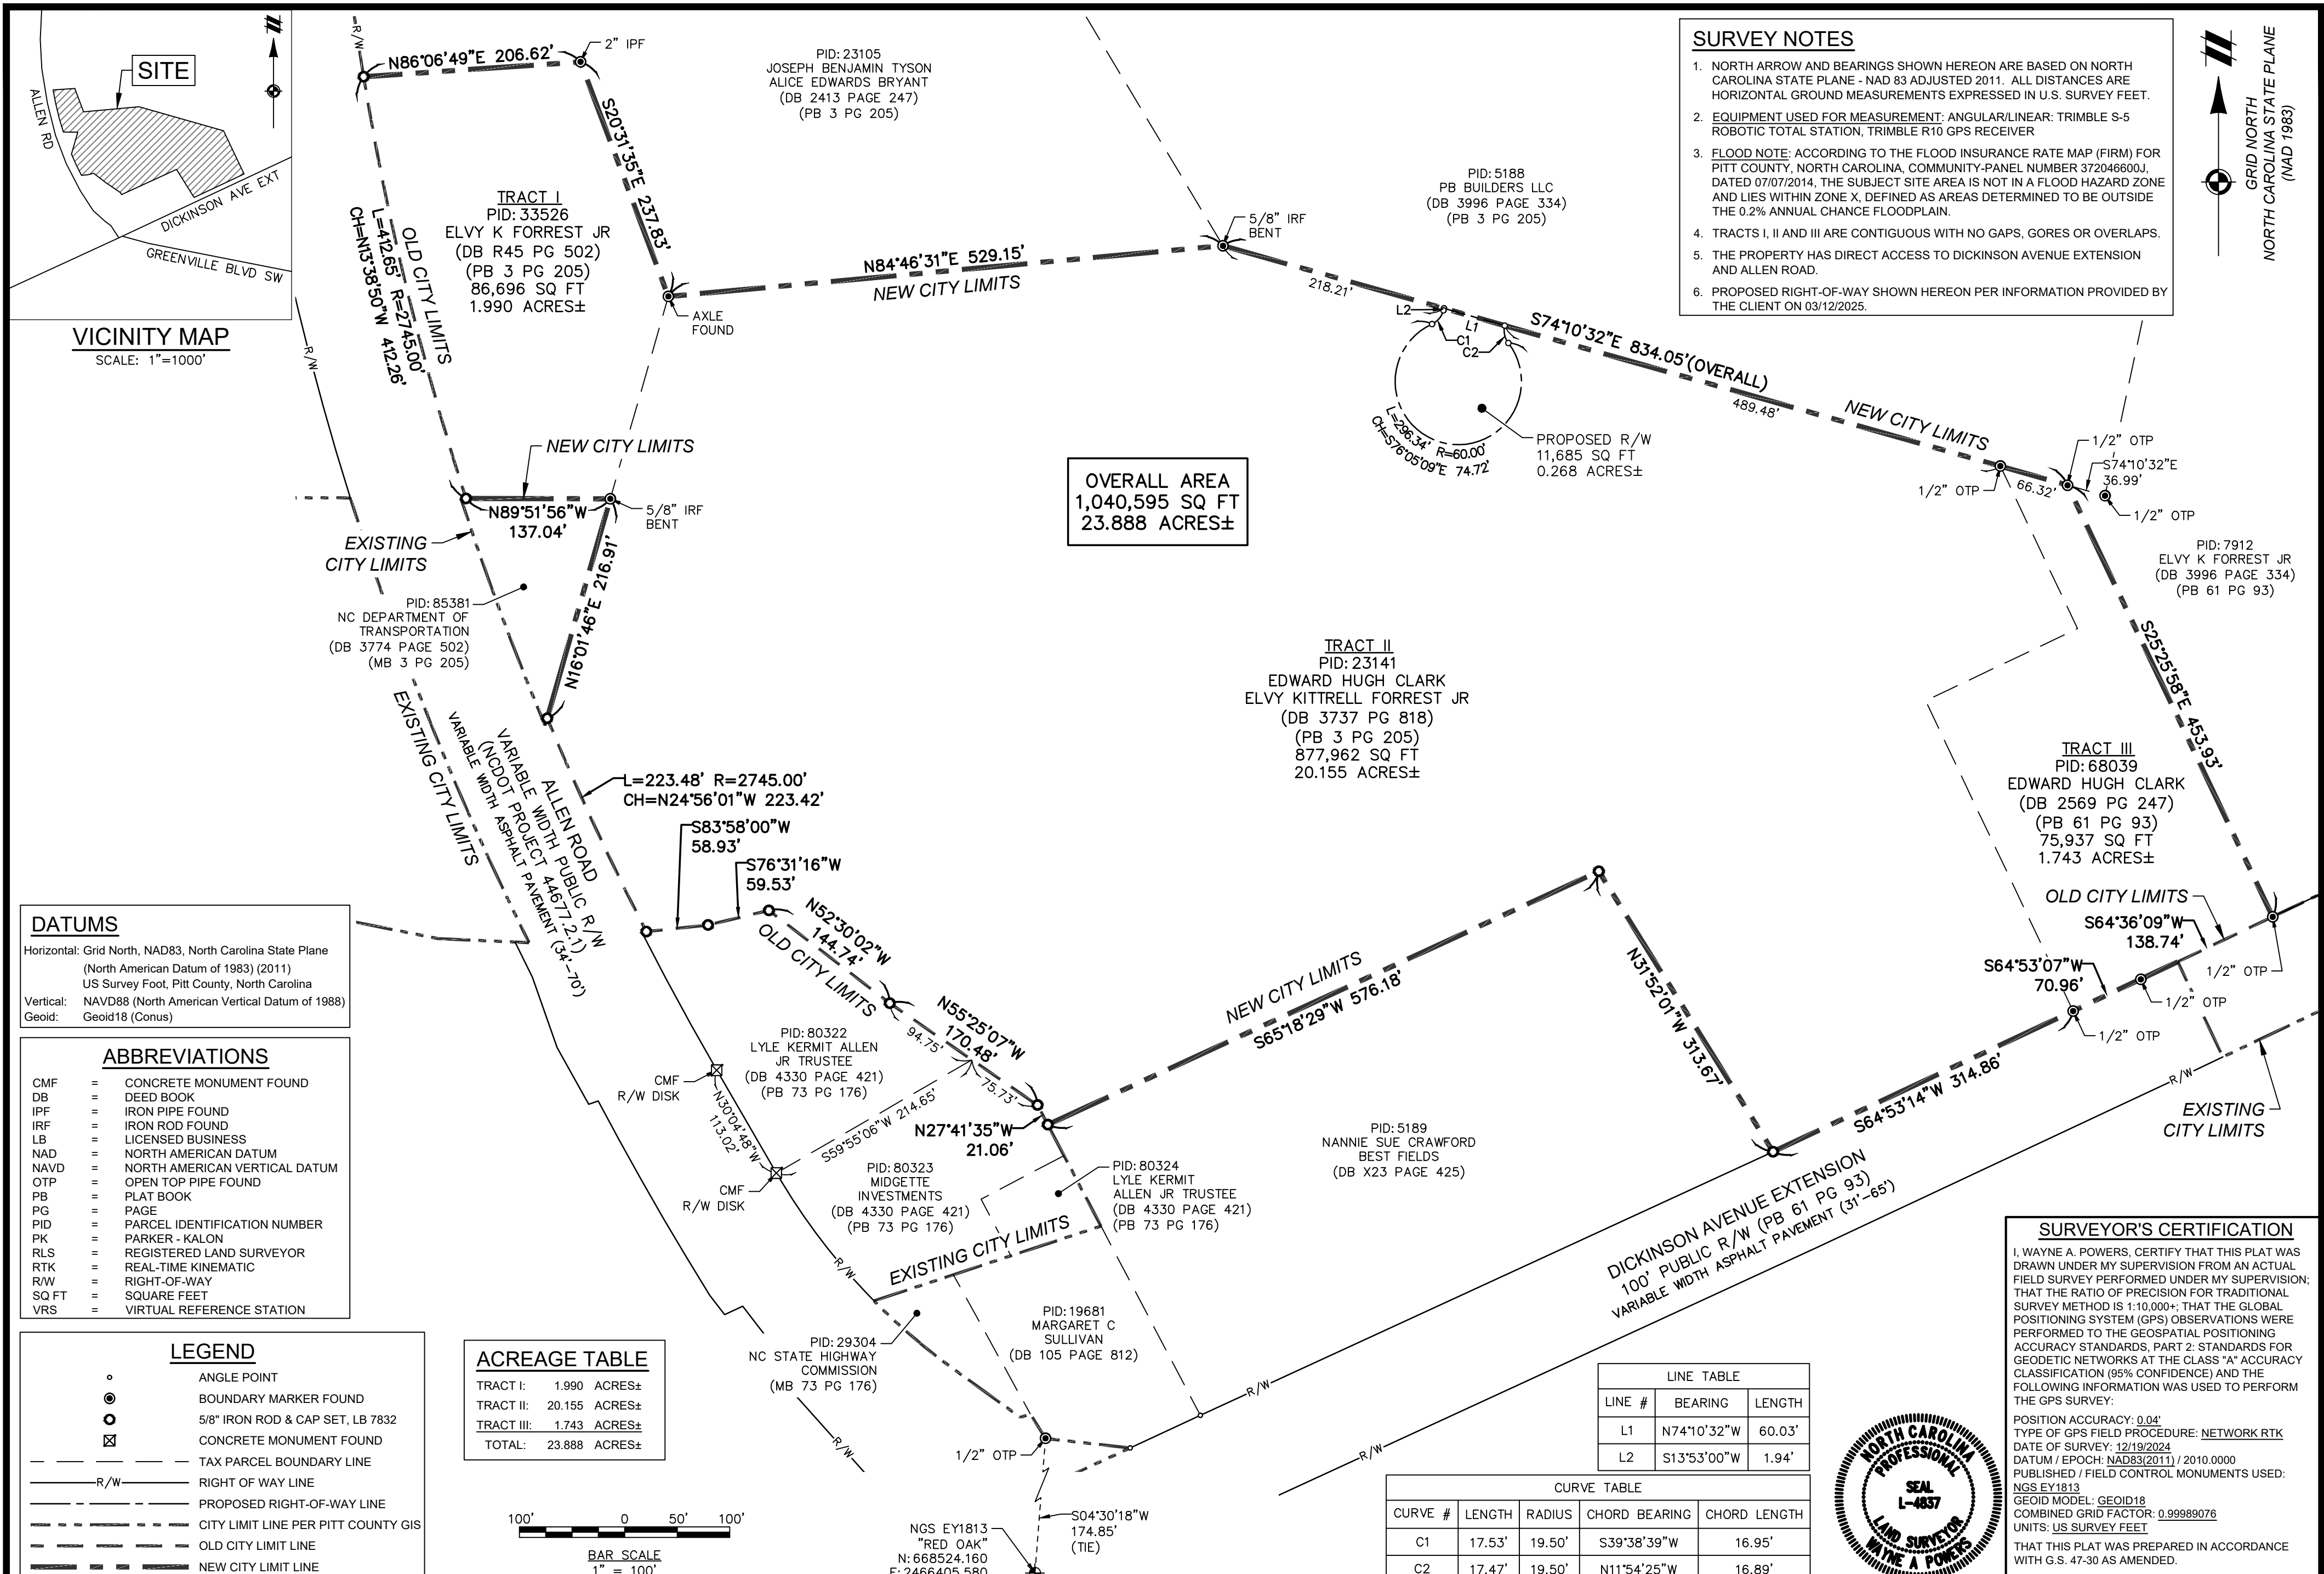 SITE
ALLEN RD
DICKINSON AVE EXT
GREENVILLE BLVD SW
VICINITY MAP
SCALE: 1"=1000'
R/W
N86°06'49"E 206.62'
2" IPF
S20°31'35"E 237.83'
TRACT I
PID: 33526
ELVY K FORREST JR
(DB R45 PG 502)
(PB 3 PG 205)
86,696 SQ FT
1.990 ACRES±
OLD CITY LIMITS
L=412.65' R=2745.00'
CH=N13°38'50"W 412.26'
R/W
PID: 23105
JOSEPH BENJAMIN TYSON
ALICE EDWARDS BRYANT
(DB 2413 PAGE 247)
(PB 3 PG 205)
N84°46'31"E 529.15'
NEW CITY LIMITS
AXLE
FOUND
5/8" IRF
BENT
PID: 5188
PB BUILDERS LLC
(DB 3996 PAGE 334)
(PB 3 PG 205)
218.21'
L2
L1
C1
C2
S74°10'32"E 834.05'(OVERALL)
489.48'
NEW CITY LIMITS
L=296.34' R=60.00'
CH=S76°05'09"E 74.72'
PROPOSED R/W
11,685 SQ FT
0.268 ACRES±
SURVEY NOTES
1. NORTH ARROW AND BEARINGS SHOWN HEREON ARE BASED ON NORTH
CAROLINA STATE PLANE - NAD 83 ADJUSTED 2011. ALL DISTANCES ARE
HORIZONTAL GROUND MEASUREMENTS EXPRESSED IN U.S. SURVEY FEET.
2. EQUIPMENT USED FOR MEASUREMENT: ANGULAR/LINEAR: TRIMBLE S-5
ROBOTIC TOTAL STATION, TRIMBLE R10 GPS RECEIVER
3. FLOOD NOTE: ACCORDING TO THE FLOOD INSURANCE RATE MAP (FIRM) FOR
PITT COUNTY, NORTH CAROLINA, COMMUNITY-PANEL NUMBER 372046600J,
DATED 07/07/2014, THE SUBJECT SITE AREA IS NOT IN A FLOOD HAZARD ZONE
AND LIES WITHIN ZONE X, DEFINED AS AREAS DETERMINED TO BE OUTSIDE
THE 0.2% ANNUAL CHANCE FLOODPLAIN.
4. TRACTS I, II AND III ARE CONTIGUOUS WITH NO GAPS, GORES OR OVERLAPS.
5. THE PROPERTY HAS DIRECT ACCESS TO DICKINSON AVENUE EXTENSION
AND ALLEN ROAD.
6. PROPOSED RIGHT-OF-WAY SHOWN HEREON PER INFORMATION PROVIDED BY
THE CLIENT ON 03/12/2025.
GRID NORTH
NORTH CAROLINA STATE PLANE
(NAD 1983)
1/2" OTP
66.32'
1/2" OTP
S74°10'32"E
36.99'
1/2" OTP
PID: 7912
ELVY K FORREST JR
(DB 3996 PAGE 334)
(PB 61 PG 93)
S25°25'58"E 453.93'
OVERALL AREA
1,040,595 SQ FT
23.888 ACRES±
NEW CITY LIMITS
N89°51'56"W
137.04'
5/8" IRF
BENT
EXISTING
CITY LIMITS
N16°01'46"E 216.91'
PID: 85381
NC DEPARTMENT OF
TRANSPORTATION
(DB 3774 PAGE 502)
(MB 3 PG 205)
TRACT II
PID: 23141
EDWARD HUGH CLARK
ELVY KITTRELL FORREST JR
(DB 3737 PG 818)
(PB 3 PG 205)
877,962 SQ FT
20.155 ACRES±
TRACT III
PID: 68039
EDWARD HUGH CLARK
(DB 2569 PG 247)
(PB 61 PG 93)
75,937 SQ FT
1.743 ACRES±
EXISTING CITY LIMITS
ALLEN ROAD
VARIABLE WIDTH PUBLIC R/W
(NCDOT PROJECT 44677.2.1)
VARIABLE WIDTH ASPHALT PAVEMENT (34'-70')
L=223.48' R=2745.00'
CH=N24°56'01"W 223.42'
S83°58'00"W
58.93'
S76°31'16"W
59.53'
N52°30'02"W
144.74'
OLD CITY LIMITS
N55°25'07"W
170.48'
94.75'
75.73'
N27°41'35"W
21.06'
NEW CITY LIMITS
S65°18'29"W 576.18'
N31°52'01"W 313.67'
S64°53'14"W 314.86'
S64°53'07"W
70.96'
OLD CITY LIMITS
S64°36'09"W
138.74'
1/2" OTP
1/2" OTP
1/2" OTP
R/W
EXISTING
CITY LIMITS
PID: 80322
LYLE KERMIT ALLEN
JR TRUSTEE
(DB 4330 PAGE 421)
(PB 73 PG 176)
CMF
R/W DISK
N30°04'48"W
113.02'
S59°55'06"W 214.65'
CMF
R/W DISK
PID: 80323
MIDGETTE
INVESTMENTS
(DB 4330 PAGE 421)
(PB 73 PG 176)
PID: 80324
LYLE KERMIT
ALLEN JR TRUSTEE
(DB 4330 PAGE 421)
(PB 73 PG 176)
PID: 5189
NANNIE SUE CRAWFORD
BEST FIELDS
(DB X23 PAGE 425)
R/W
EXISTING CITY LIMITS
PID: 29304
NC STATE HIGHWAY
COMMISSION
(MB 73 PG 176)
PID: 19681
MARGARET C
SULLIVAN
(DB 105 PAGE 812)
R/W
R/W
R/W
1/2" OTP
DICKINSON AVENUE EXTENSION
100' PUBLIC R/W (PB 61 PG 93)
VARIABLE WIDTH ASPHALT PAVEMENT (31'-65')
S04°30'18"W
174.85'
(TIE)
NGS EY1813
"RED OAK"
N: 668524.160
E: 2466405.580
DATUMS
Horizontal: Grid North, NAD83, North Carolina State Plane
(North American Datum of 1983) (2011)
US Survey Foot, Pitt County, North Carolina
Vertical: NAVD88 (North American Vertical Datum of 1988)
Geoid: Geoid18 (Conus)
ABBREVIATIONS
CMF = CONCRETE MONUMENT FOUND
DB = DEED BOOK
IPF = IRON PIPE FOUND
IRF = IRON ROD FOUND
LB = LICENSED BUSINESS
NAD = NORTH AMERICAN DATUM
NAVD = NORTH AMERICAN VERTICAL DATUM
OTP = OPEN TOP PIPE FOUND
PB = PLAT BOOK
PG = PAGE
PID = PARCEL IDENTIFICATION NUMBER
PK = PARKER - KALON
RLS = REGISTERED LAND SURVEYOR
RTK = REAL-TIME KINEMATIC
R/W = RIGHT-OF-WAY
SQ FT = SQUARE FEET
VRS = VIRTUAL REFERENCE STATION
LEGEND
ANGLE POINT
BOUNDARY MARKER FOUND
5/8" IRON ROD & CAP SET, LB 7832
CONCRETE MONUMENT FOUND
TAX PARCEL BOUNDARY LINE
R/W RIGHT OF WAY LINE
PROPOSED RIGHT-OF-WAY LINE
CITY LIMIT LINE PER PITT COUNTY GIS
OLD CITY LIMIT LINE
NEW CITY LIMIT LINE
ACREAGE TABLE
TRACT I: 1.990 ACRES±
TRACT II: 20.155 ACRES±
TRACT III: 1.743 ACRES±
TOTAL: 23.888 ACRES±
100' 0 50' 100'
BAR SCALE
1" = 100'
LINE TABLE
LINE # BEARING LENGTH
L1 N74°10'32"W 60.03'
L2 S13°53'00"W 1.94'
CURVE TABLE
CURVE # LENGTH RADIUS CHORD BEARING CHORD LENGTH
C1 17.53' 19.50' S39°38'39"W 16.95'
C2 17.47' 19.50' N11°54'25"W 16.89'
NORTH CAROLINA
PROFESSIONAL
SEAL
L-4837
LAND SURVEYOR
WAYNE A POWERS
SURVEYOR'S CERTIFICATION
I, WAYNE A. POWERS, CERTIFY THAT THIS PLAT WAS
DRAWN UNDER MY SUPERVISION FROM AN ACTUAL
FIELD SURVEY PERFORMED UNDER MY SUPERVISION;
THAT THE RATIO OF PRECISION FOR TRADITIONAL
SURVEY METHOD IS 1:10,000+; THAT THE GLOBAL
POSITIONING SYSTEM (GPS) OBSERVATIONS WERE
PERFORMED TO THE GEOSPATIAL POSITIONING
ACCURACY STANDARDS, PART 2: STANDARDS FOR
GEODETIC NETWORKS AT THE CLASS "A" ACCURACY
CLASSIFICATION (95% CONFIDENCE) AND THE
FOLLOWING INFORMATION WAS USED TO PERFORM
THE GPS SURVEY:
POSITION ACCURACY: 0.04'
TYPE OF GPS FIELD PROCEDURE: NETWORK RTK
DATE OF SURVEY: 12/19/2024
DATUM / EPOCH: NAD83(2011) / 2010.0000
PUBLISHED / FIELD CONTROL MONUMENTS USED:
NGS EY1813
GEOID MODEL: GEOID18
COMBINED GRID FACTOR: 0.99989076
UNITS: US SURVEY FEET
THAT THIS PLAT WAS PREPARED IN ACCORDANCE
WITH G.S. 47-30 AS AMENDED.